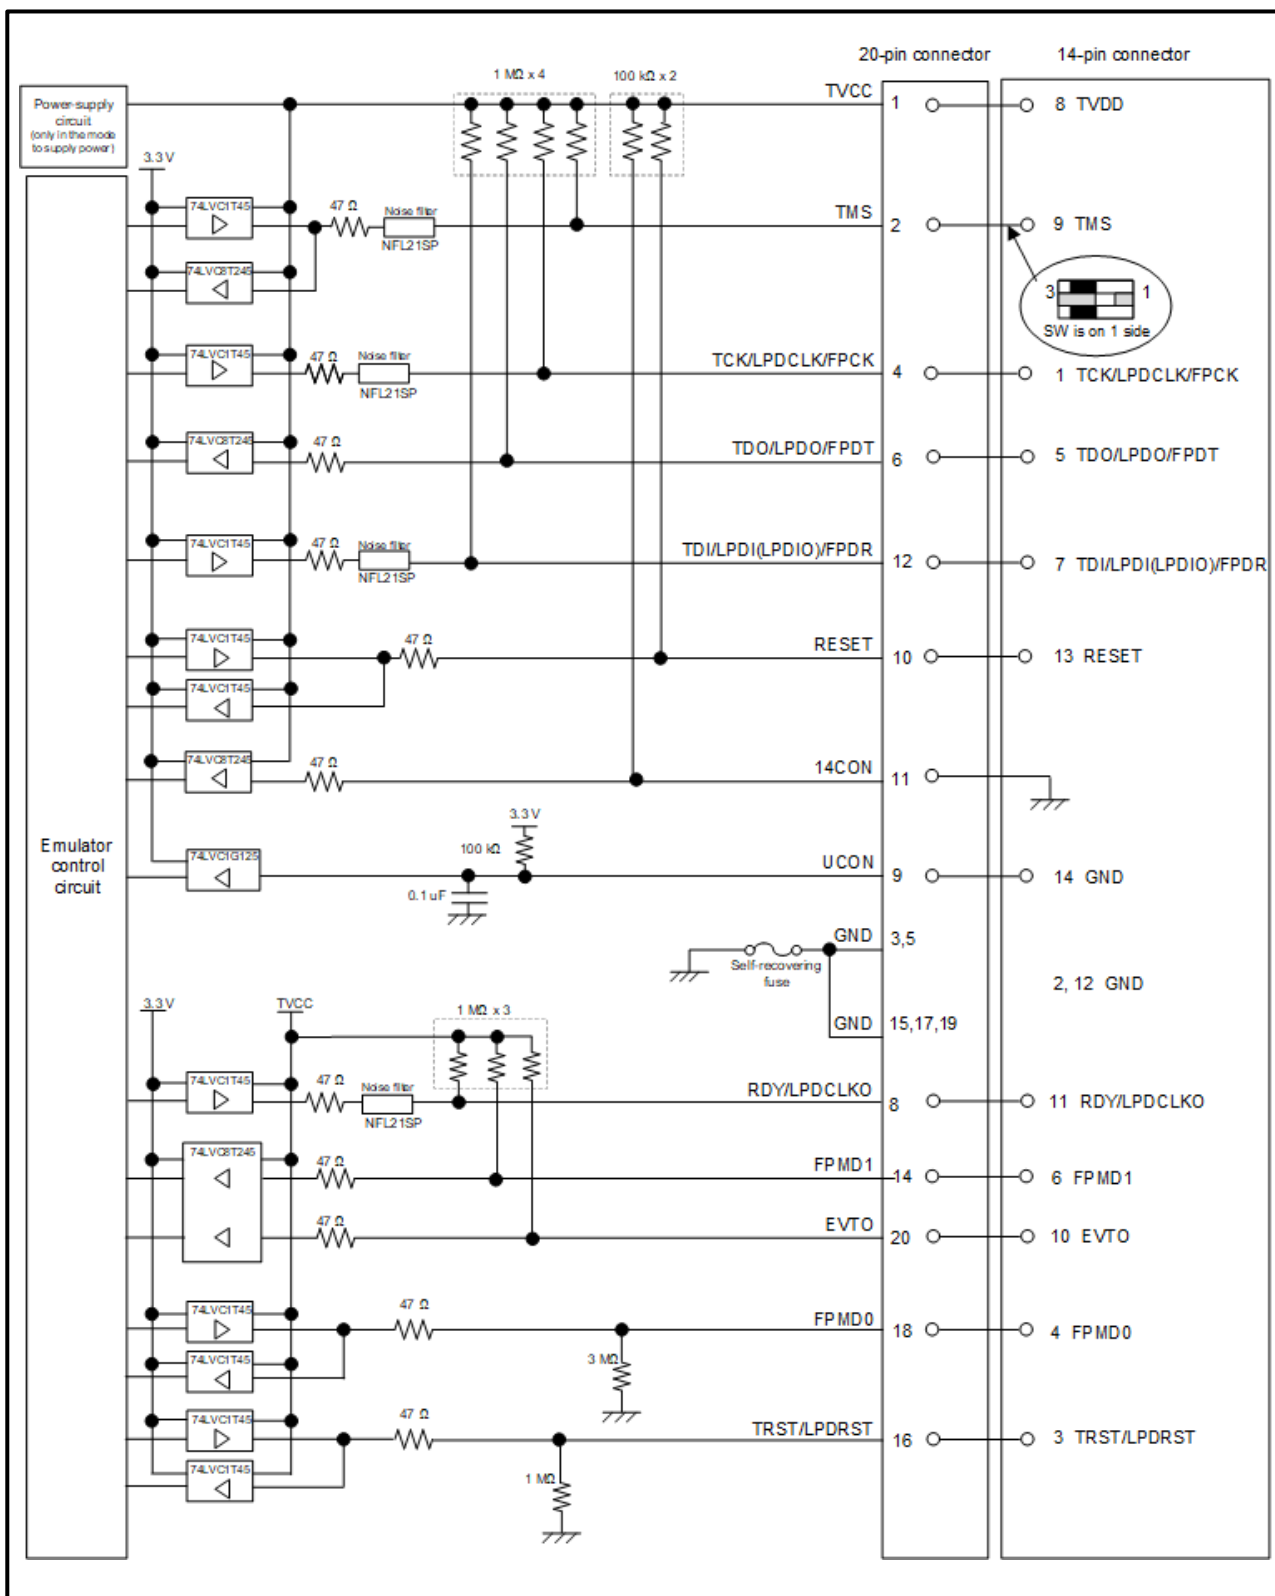 20-pin connector
14-pin connector
1 MΩ x 4
100 kΩ x 2
TVCC
1
8 TVDD
Power-supply
circuit
(only in the mode
to supply power)
3.3 V
74LVC1T45
47 Ω
Noise filter
NFL21SP
TMS
2
9 TMS
74LVC8T245
3
1
SW is on 1 side
74LVC1T45
47 Ω
Noise filter
NFL21SP
TCK/LPDCLK/FPCK
4
1 TCK/LPDCLK/FPCK
74LVC8T245
47 Ω
TDO/LPDO/FPDT
6
5 TDO/LPDO/FPDT
74LVC1T45
47 Ω
Noise filter
NFL21SP
TDI/LPDI(LPDIO)/FPDR
12
7 TDI/LPDI(LPDIO)/FPDR
74LVC1T45
47 Ω
RESET
10
13 RESET
74LVC1T45
74LVC8T245
47 Ω
14CON
11
Emulator
control
circuit
74LVC1G125
3.3 V
100 kΩ
0.1 uF
UCON
9
14 GND
GND
3,5
Self-recovering
fuse
2, 12 GND
GND
15,17,19
3.3 V
TVCC
1 MΩ x 3
74LVC1T45
47 Ω
Noise filter
NFL21SP
RDY/LPDCLKO
8
11 RDY/LPDCLKO
74LVC8T245
47 Ω
FPMD1
14
6 FPMD1
47 Ω
EVTO
20
10 EVTO
74LVC1T45
47 Ω
FPMD0
18
4 FPMD0
74LVC1T45
3 MΩ
74LVC1T45
47 Ω
TRST/LPDRST
16
3 TRST/LPDRST
74LVC1T45
1 MΩ